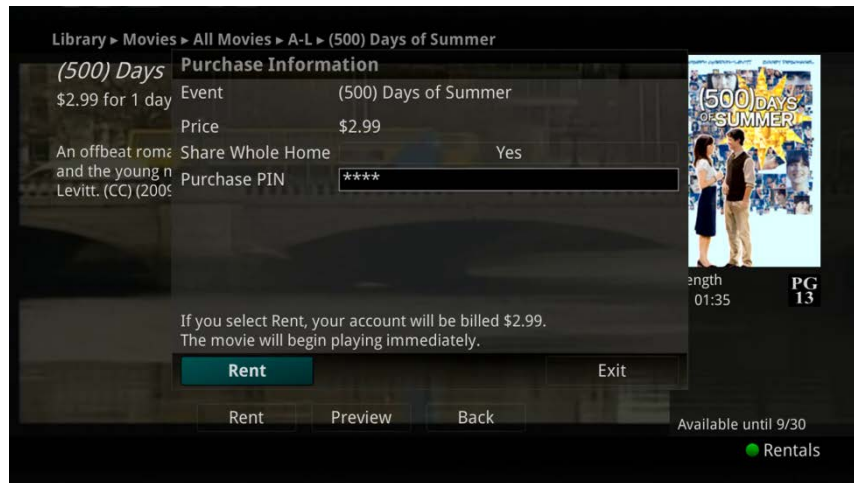 Library ▸ Movies ▸ All Movies ▸ A-L ▸ (500) Days of Summer
(500) Days
$2.99 for 1 day
An offbeat roma
and the young m
Levitt. (CC) (2009
Purchase Information
Event (500) Days of Summer
Price $2.99
Share Whole Home Yes
Purchase PIN ****
If you select Rent, your account will be billed $2.99.
The movie will begin playing immediately.
Rent Exit
(500) DAYS
OF SUMMER
ength
01:35
PG
13
Rent Preview Back
Available until 9/30
Rentals